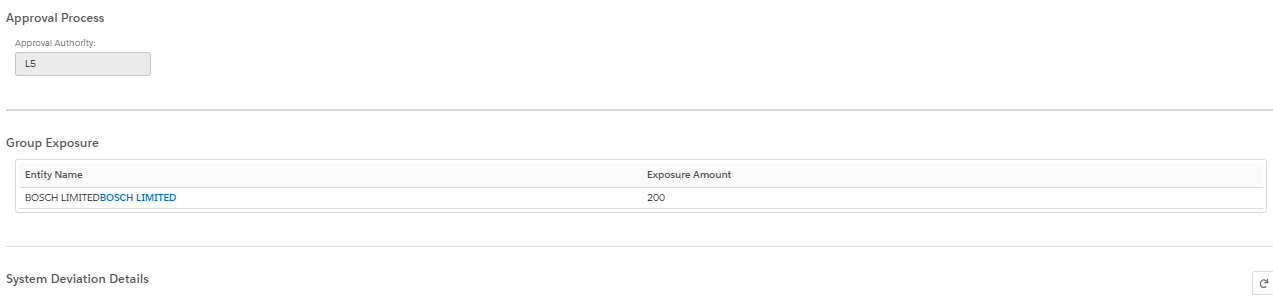 Approval Process
Approval Authority:
L5
Group Exposure
Entity Name Exposure Amount
BOSCH LIMITEDBOSCH LIMITED 200
System Deviation Details